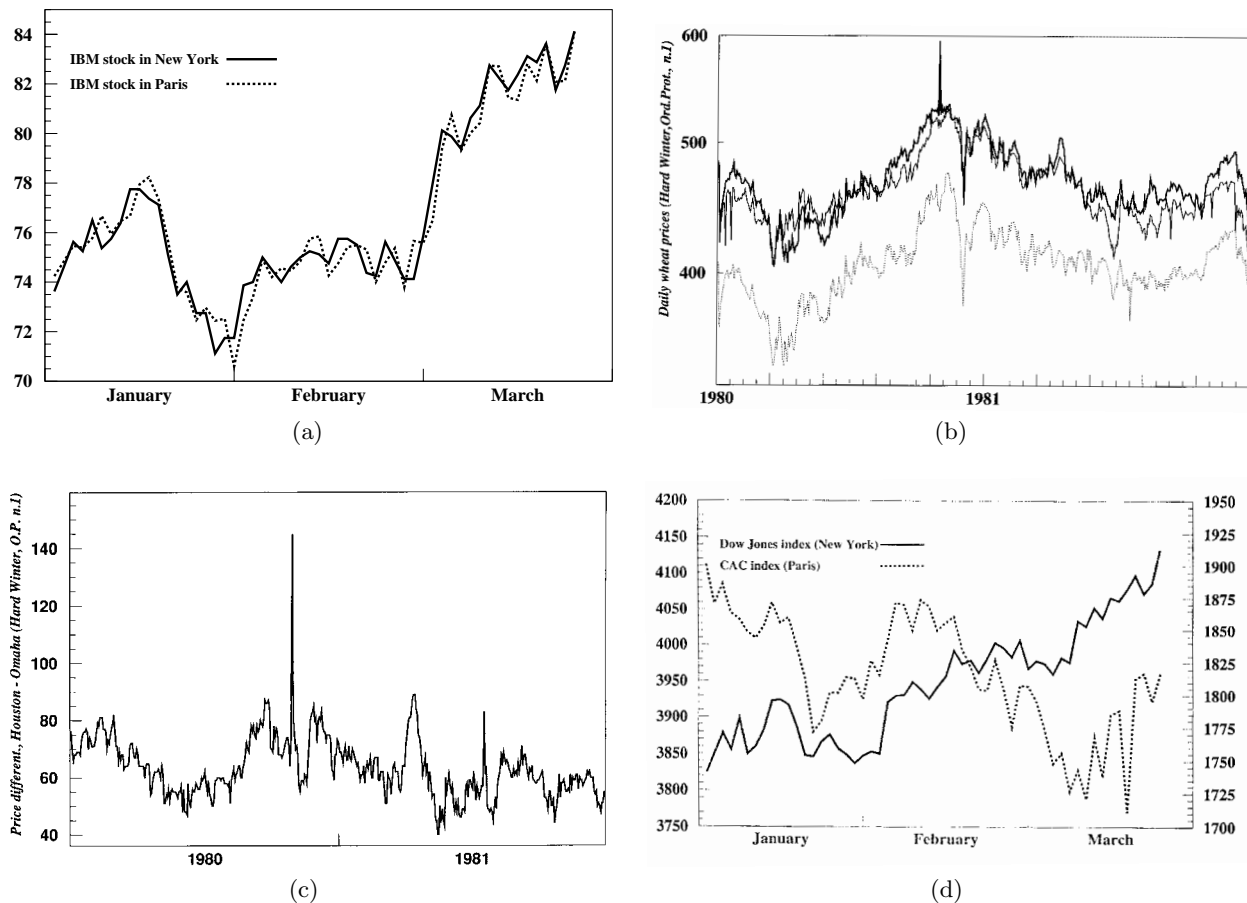 84
82
80
78
76
74
72
70
IBM stock in New York
IBM stock in Paris
January
February
March
(a)
Daily wheat prices (Hard Winter,Ord.Prot., n.1)
600
500
400
1980
1981
(b)
Price different., Houston - Omaha (Hard Winter, O.P. n.1)
140
120
100
80
60
40
1980
1981
(c)
4200
4150
4100
4050
4000
3950
3900
3850
3800
3750
Dow Jones index (New York)
CAC index (Paris)
1950
1925
1900
1875
1850
1825
1800
1775
1750
1725
1700
January
February
March
(d)